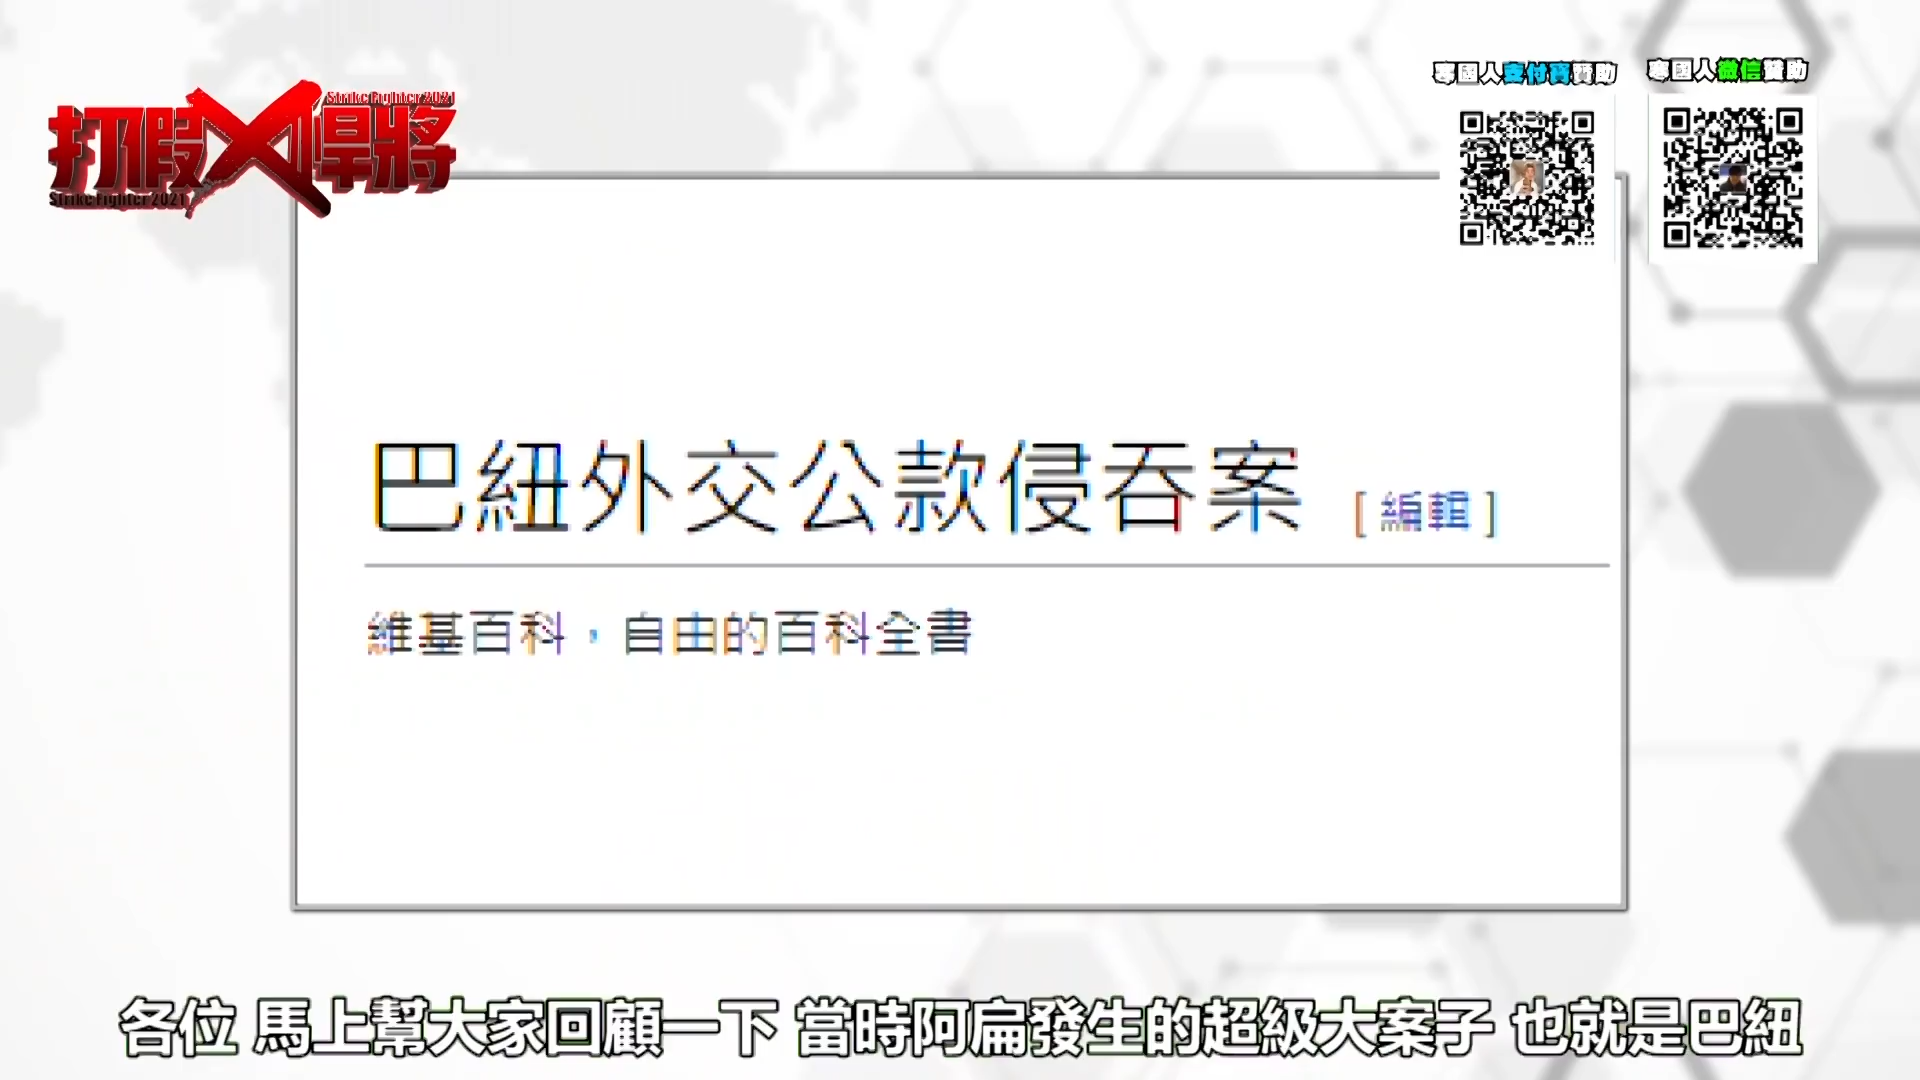 打假悍將
Strike Fighter 2021
Strike Fighter 2021
專國人支付寶贊助
專國人微信贊助
巴紐外交公款侵吞案 [編輯]
維基百科，自由的百科全書
各位 馬上幫大家回顧一下 當時阿扁發生的超級大案子 也就是巴紐